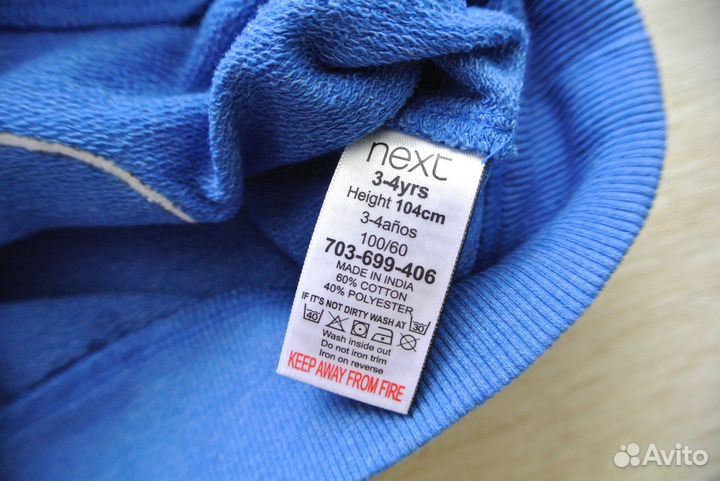 next
3-4yrs
Height 104cm
3-4años
100/60
703-699-406
MADE IN INDIA
60% COTTON
40% POLYESTER
IF IT'S NOT DIRTY WASH AT 30°
40
Wash inside out
Do not iron trim
Iron on reverse
KEEP AWAY FROM FIRE
Avito